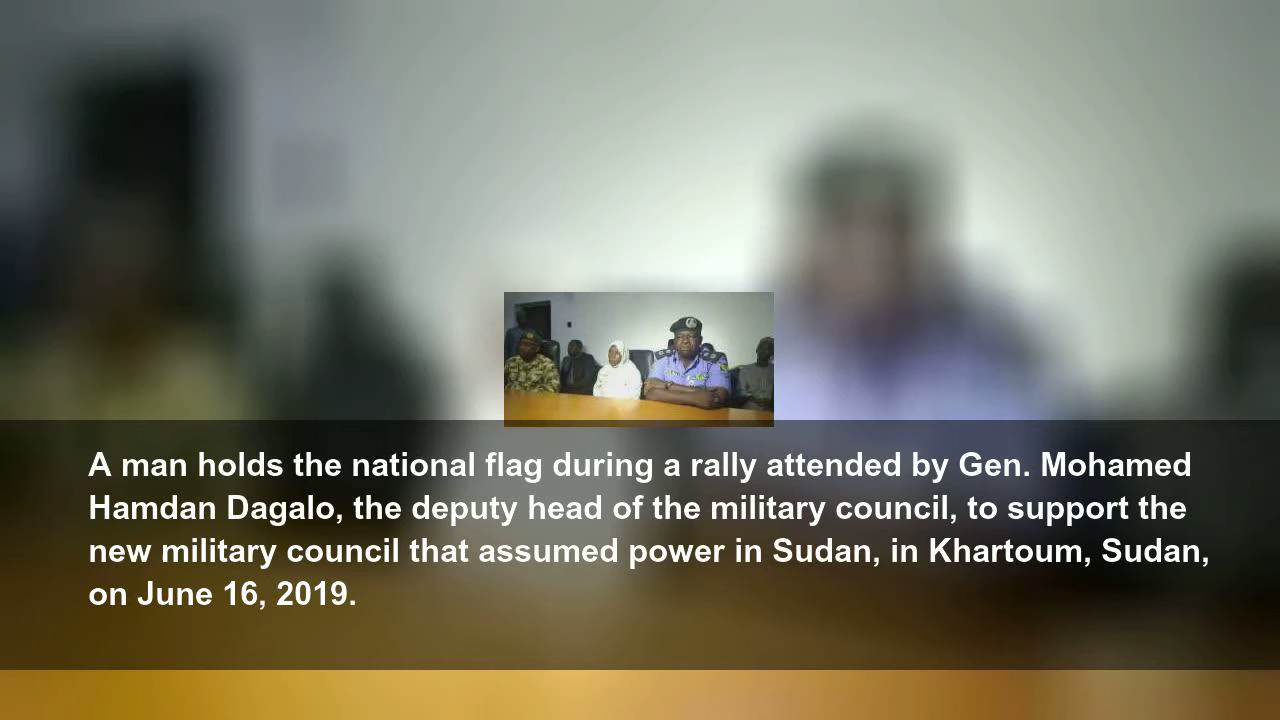 A man holds the national flag during a rally attended by Gen. Mohamed
Hamdan Dagalo, the deputy head of the military council, to support the
new military council that assumed power in Sudan, in Khartoum, Sudan,
on June 16, 2019.